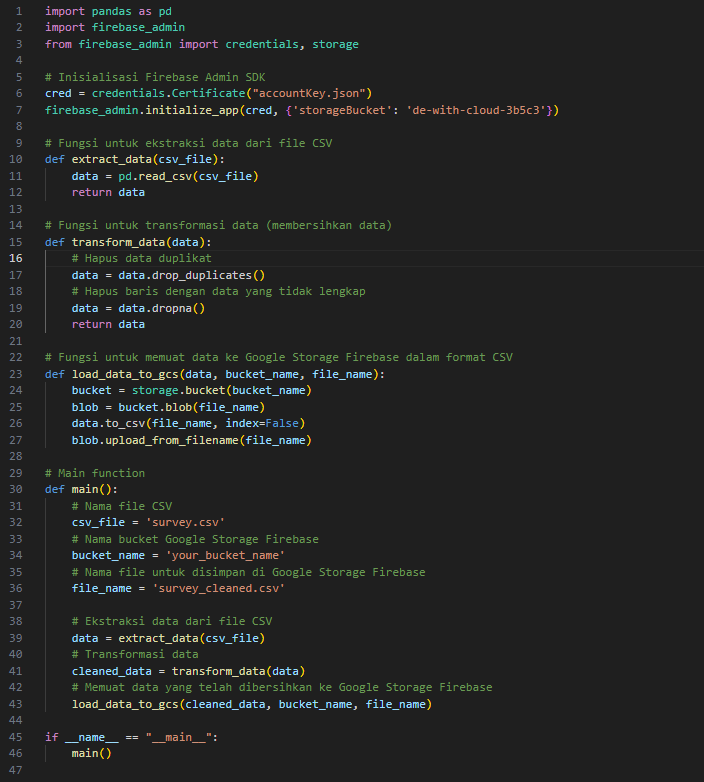 1 import pandas as pd
2 import firebase_admin
3 from firebase_admin import credentials, storage
4
5 # Inisialisasi Firebase Admin SDK
6 cred = credentials.Certificate("accountKey.json")
7 firebase_admin.initialize_app(cred, {'storageBucket': 'de-with-cloud-3b5c3'})
8
9 # Fungsi untuk ekstraksi data dari file CSV
10 def extract_data(csv_file):
11     data = pd.read_csv(csv_file)
12     return data
13
14 # Fungsi untuk transformasi data (membersihkan data)
15 def transform_data(data):
16     # Hapus data duplikat
17     data = data.drop_duplicates()
18     # Hapus baris dengan data yang tidak lengkap
19     data = data.dropna()
20     return data
21
22 # Fungsi untuk memuat data ke Google Storage Firebase dalam format CSV
23 def load_data_to_gcs(data, bucket_name, file_name):
24     bucket = storage.bucket(bucket_name)
25     blob = bucket.blob(file_name)
26     data.to_csv(file_name, index=False)
27     blob.upload_from_filename(file_name)
28
29 # Main function
30 def main():
31     # Nama file CSV
32     csv_file = 'survey.csv'
33     # Nama bucket Google Storage Firebase
34     bucket_name = 'your_bucket_name'
35     # Nama file untuk disimpan di Google Storage Firebase
36     file_name = 'survey_cleaned.csv'
37
38     # Ekstraksi data dari file CSV
39     data = extract_data(csv_file)
40     # Transformasi data
41     cleaned_data = transform_data(data)
42     # Memuat data yang telah dibersihkan ke Google Storage Firebase
43     load_data_to_gcs(cleaned_data, bucket_name, file_name)
44
45 if __name__ == "__main__":
46     main()
47